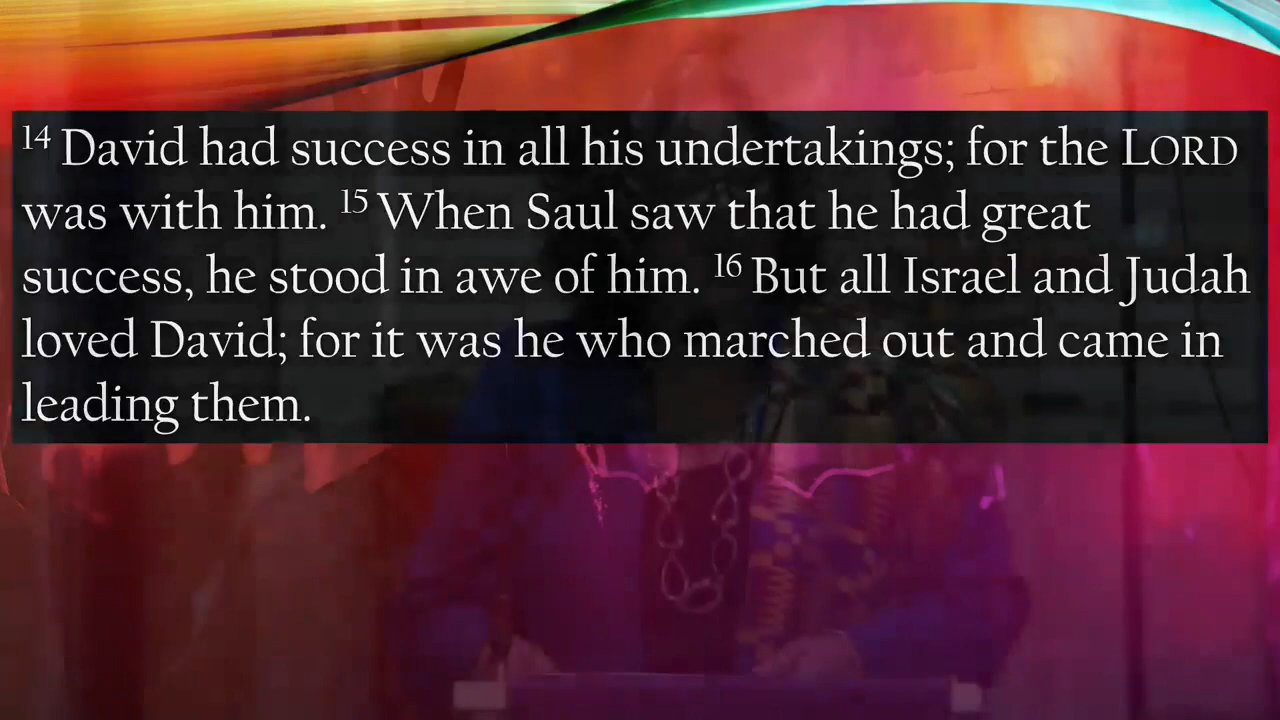 14 David had success in all his undertakings; for the LORD
was with him. 15 When Saul saw that he had great
success, he stood in awe of him. 16 But all Israel and Judah
loved David; for it was he who marched out and came in
leading them.